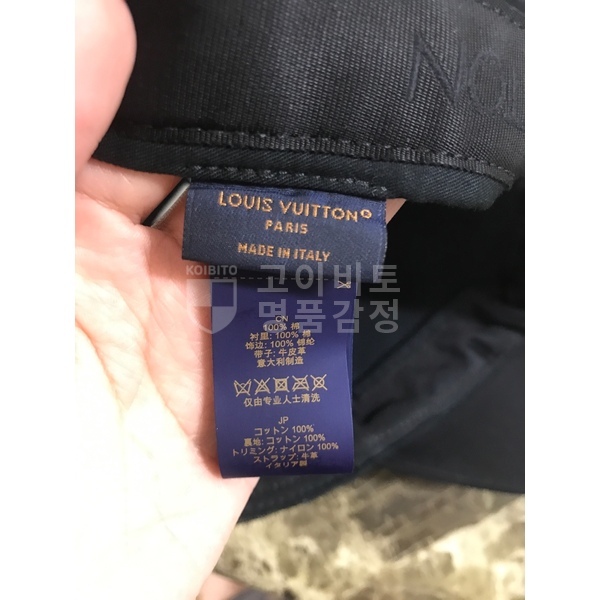 No
LOUIS VUITTON®
PARIS
MADE IN ITALY
KOIBITO
고이비토
명품감정
CN
100% 棉
衬里: 100% 棉
饰边: 100% 锦纶
带子: 牛皮革
意大利制造
仅由专业人士清洗
JP
コットン 100%
裏地: コットン 100%
トリミング: ナイロン 100%
ストラップ: 牛革
イタリア製